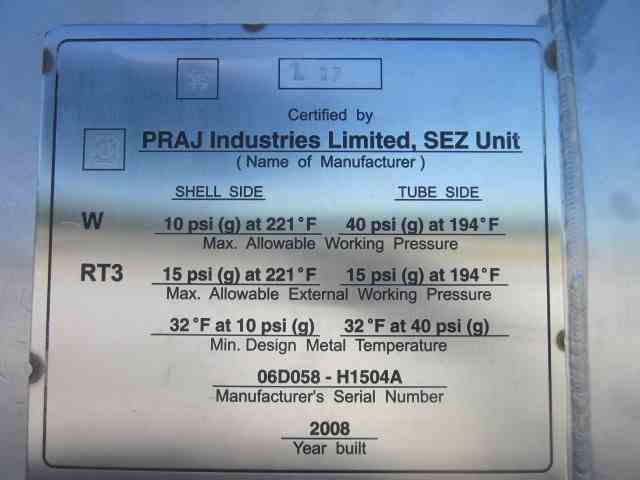 Certified by
PRAJ Industries Limited, SEZ Unit
( Name of Manufacturer )
SHELL SIDE TUBE SIDE
W 10 psi (g) at 221°F 40 psi (g) at 194°F
Max. Allowable Working Pressure
RT3 15 psi (g) at 221°F 15 psi (g) at 194°F
Max. Allowable External Working Pressure
32°F at 10 psi (g) 32°F at 40 psi (g)
Min. Design Metal Temperature
06D058 - H1504A
Manufacturer's Serial Number
2008
Year built